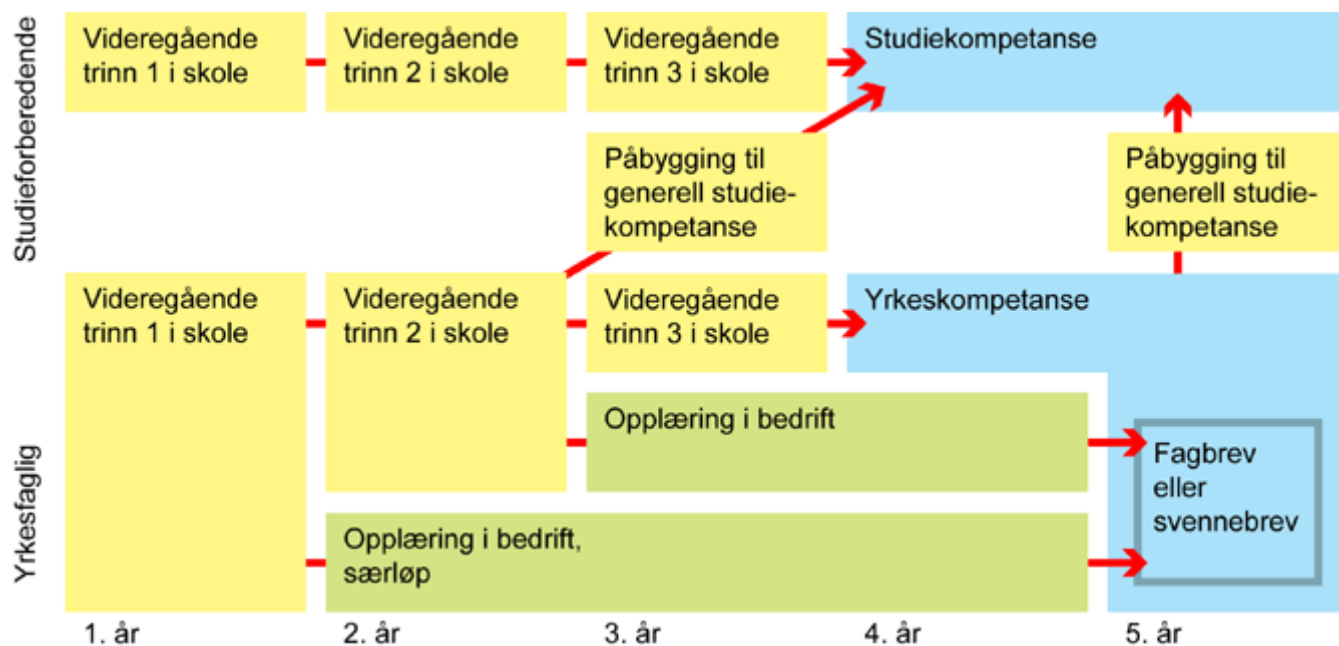 Studieforberedende
Videregående
trinn 1 i skole
Videregående
trinn 2 i skole
Videregående
trinn 3 i skole
Studiekompetanse
Påbygging til
generell studie-
kompetanse
Påbygging til
generell studie-
kompetanse
Yrkesfaglig
Videregående
trinn 1 i skole
Videregående
trinn 2 i skole
Videregående
trinn 3 i skole
Yrkeskompetanse
Opplæring i bedrift
Fagbrev
eller
svennebrev
Opplæring i bedrift,
særløp
1. år
2. år
3. år
4. år
5. år